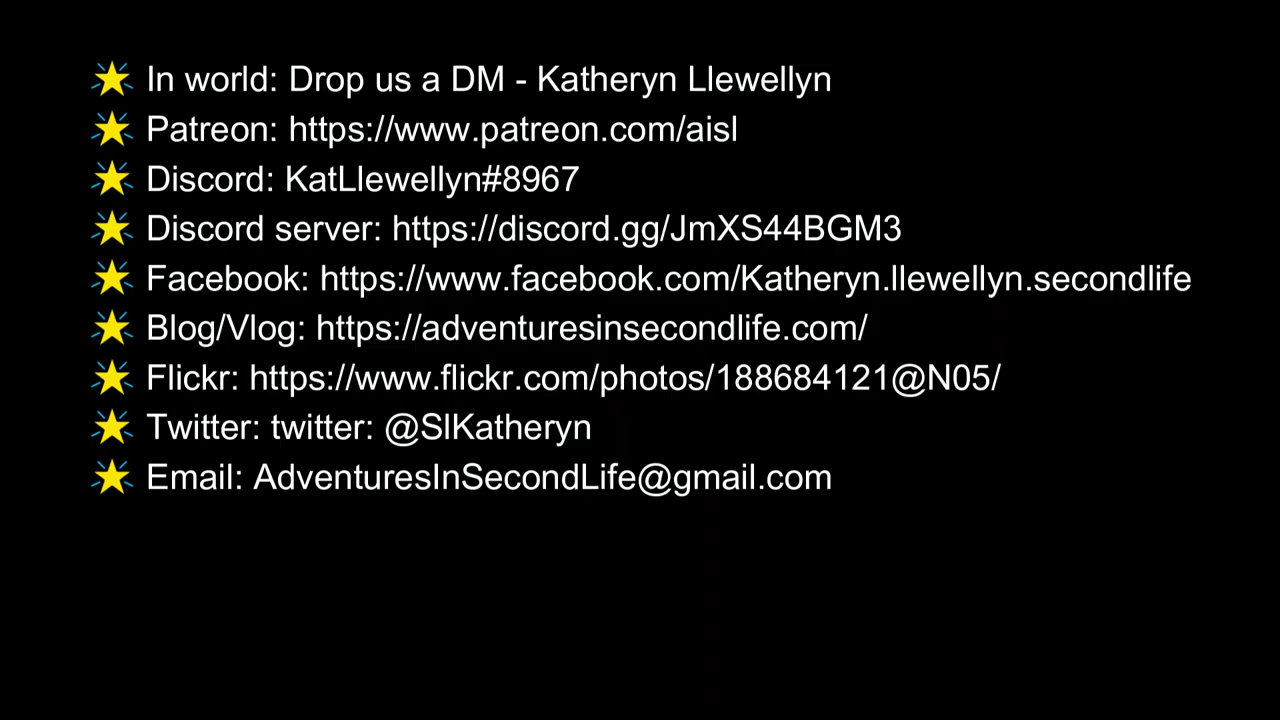 In world: Drop us a DM - Katheryn Llewellyn
Patreon: https://www.patreon.com/aisl
Discord: KatLlewellyn#8967
Discord server: https://discord.gg/JmXS44BGM3
Facebook: https://www.facebook.com/Katheryn.llewellyn.secondlife
Blog/Vlog: https://adventuresinsecondlife.com/
Flickr: https://www.flickr.com/photos/188684121@N05/
Twitter: twitter: @SlKatheryn
Email: AdventuresInSecondLife@gmail.com